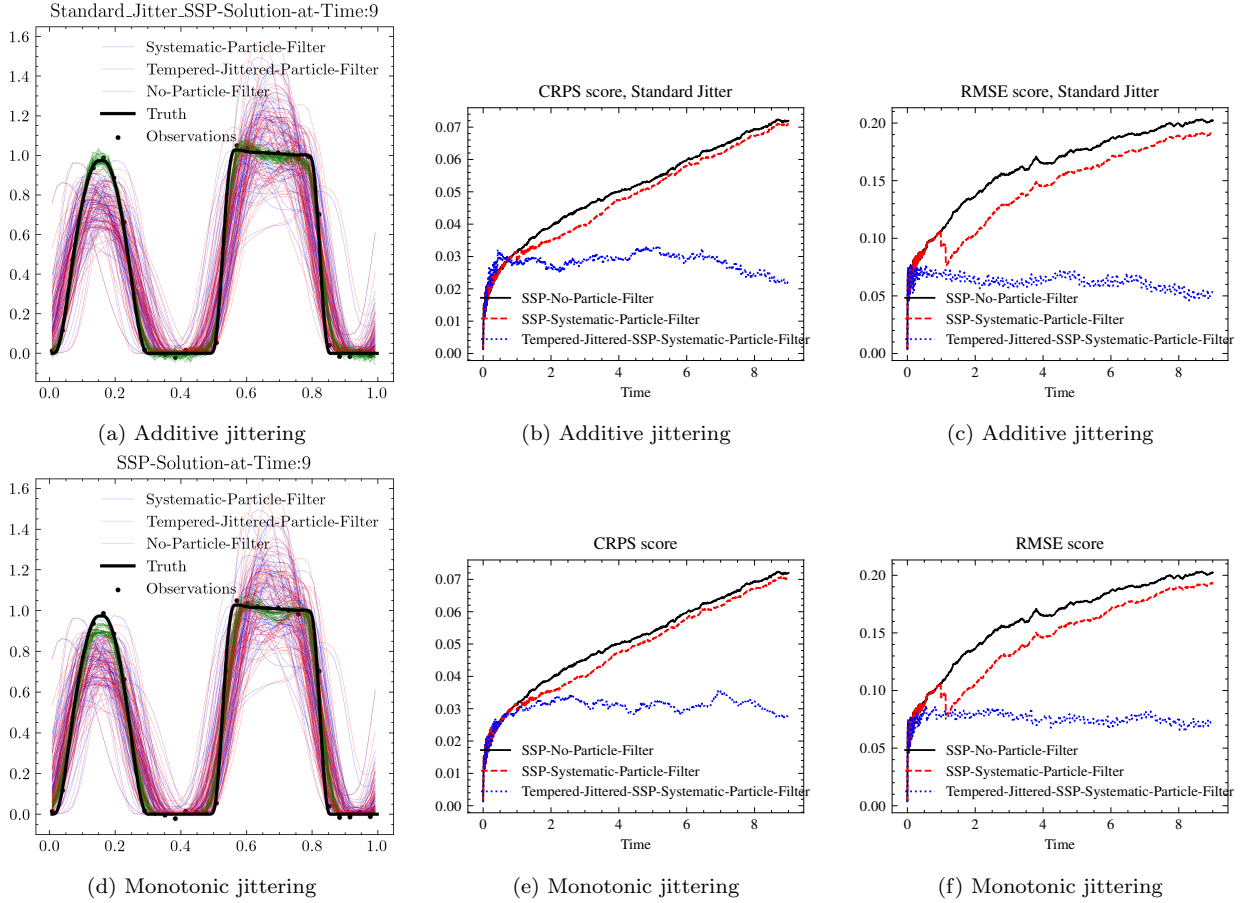 Standard_Jitter_SSP-Solution-at-Time:9
1.6
1.4
1.2
1.0
0.8
0.6
0.4
0.2
0.0
Systematic-Particle-Filter
Tempered-Jittered-Particle-Filter
No-Particle-Filter
Truth
Observations
0.0 0.2 0.4 0.6 0.8 1.0
(a) Additive jittering
CRPS score, Standard Jitter
0.07
0.06
0.05
0.04
0.03
0.02
0.01
0.00
SSP-No-Particle-Filter
SSP-Systematic-Particle-Filter
Tempered-Jittered-SSP-Systematic-Particle-Filter
0 2 4 6 8
Time
(b) Additive jittering
RMSE score, Standard Jitter
0.20
0.15
0.10
0.05
0.00
SSP-No-Particle-Filter
SSP-Systematic-Particle-Filter
Tempered-Jittered-SSP-Systematic-Particle-Filter
0 2 4 6 8
Time
(c) Additive jittering
SSP-Solution-at-Time:9
1.6
1.4
1.2
1.0
0.8
0.6
0.4
0.2
0.0
Systematic-Particle-Filter
Tempered-Jittered-Particle-Filter
No-Particle-Filter
Truth
Observations
0.0 0.2 0.4 0.6 0.8 1.0
(d) Monotonic jittering
CRPS score
0.07
0.06
0.05
0.04
0.03
0.02
0.01
0.00
SSP-No-Particle-Filter
SSP-Systematic-Particle-Filter
Tempered-Jittered-SSP-Systematic-Particle-Filter
0 2 4 6 8
Time
(e) Monotonic jittering
RMSE score
0.20
0.15
0.10
0.05
0.00
SSP-No-Particle-Filter
SSP-Systematic-Particle-Filter
Tempered-Jittered-SSP-Systematic-Particle-Filter
0 2 4 6 8
Time
(f) Monotonic jittering